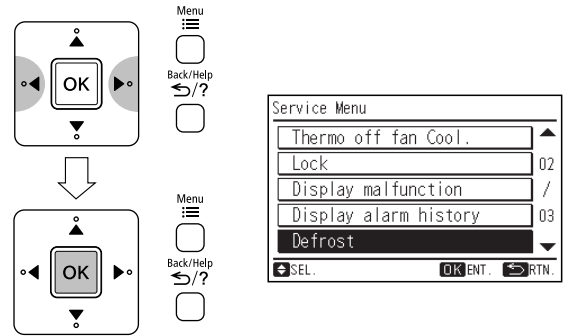 Menu
OK
Back/Help
/?
Menu
OK
Back/Help
/?
Service Menu
Thermo off fan Cool.
Lock
Display malfunction
Display alarm history
Defrost
02
/
03
SEL.
OK ENT.
RTN.